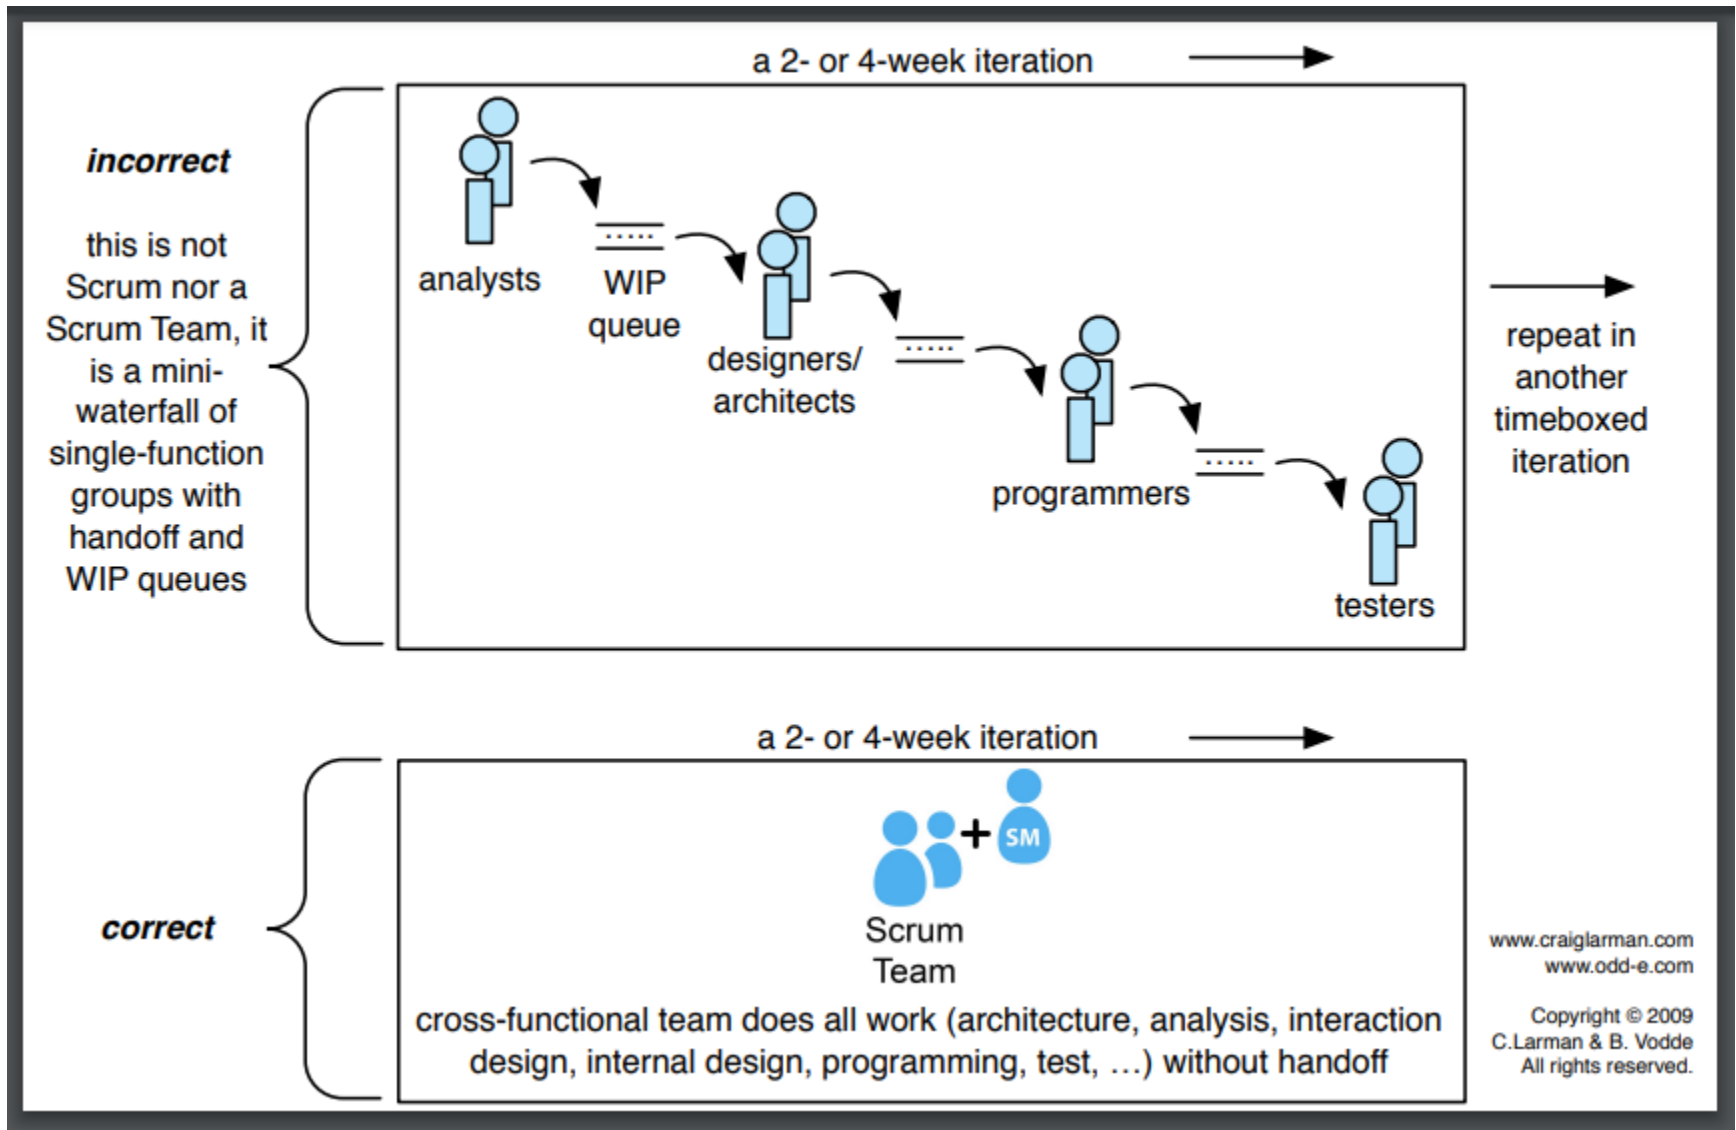 a 2- or 4-week iteration
incorrect
this is not
Scrum nor a
Scrum Team, it
is a mini-
waterfall of
single-function
groups with
handoff and
WIP queues
analysts
WIP
queue
designers/
architects
programmers
testers
repeat in
another
timeboxed
iteration
a 2- or 4-week iteration
correct
+
SM
Scrum
Team
cross-functional team does all work (architecture, analysis, interaction
design, internal design, programming, test, …) without handoff
www.craiglarman.com
www.odd-e.com
Copyright © 2009
C.Larman & B. Vodde
All rights reserved.